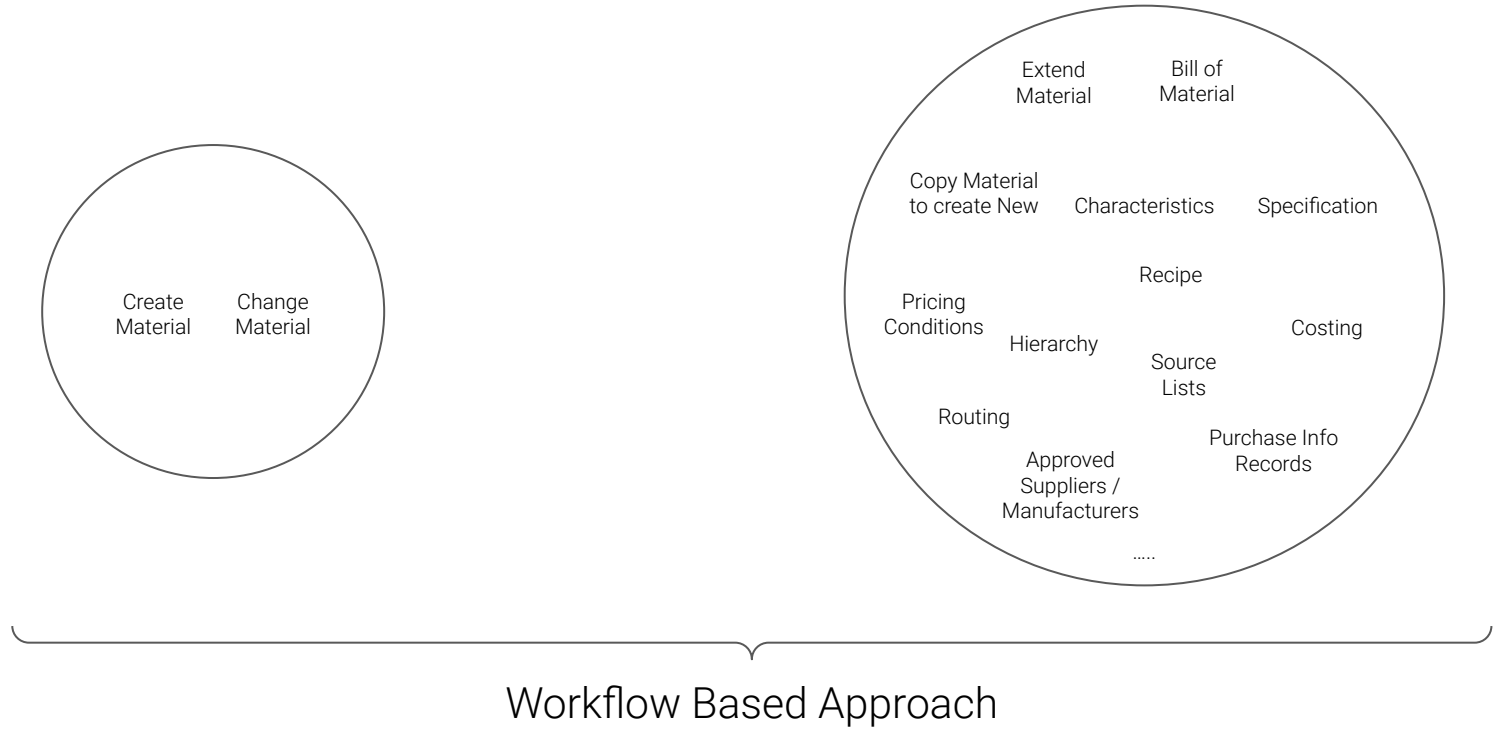 Extend
Material
Bill of
Material
Copy Material
to create New
Characteristics
Specification
Recipe
Create
Material
Change
Material
Pricing
Conditions
Hierarchy
Costing
Source
Lists
Routing
Purchase Info
Records
Approved
Suppliers /
Manufacturers
.....
Workflow Based Approach